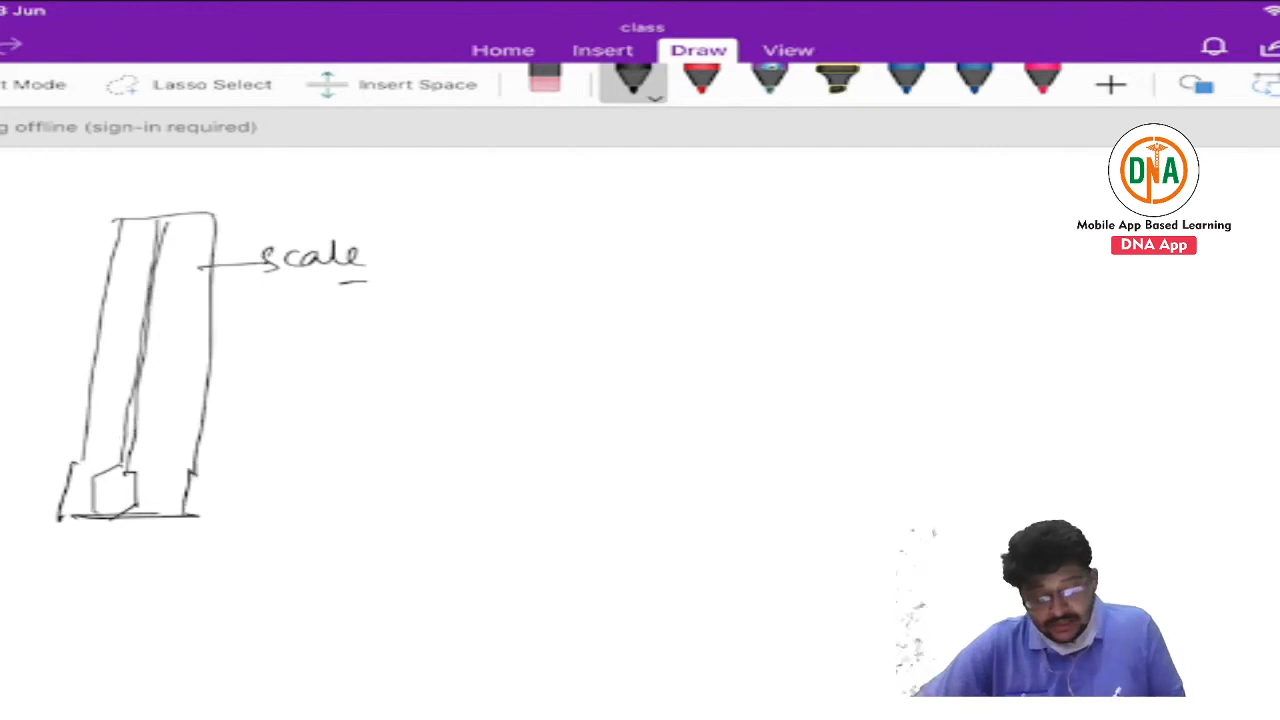 3 Jun
class
Home Insert Draw View
t Mode Lasso Select Insert Space
g offline (sign-in required)
DNA
Mobile App Based Learning
DNA App
scale